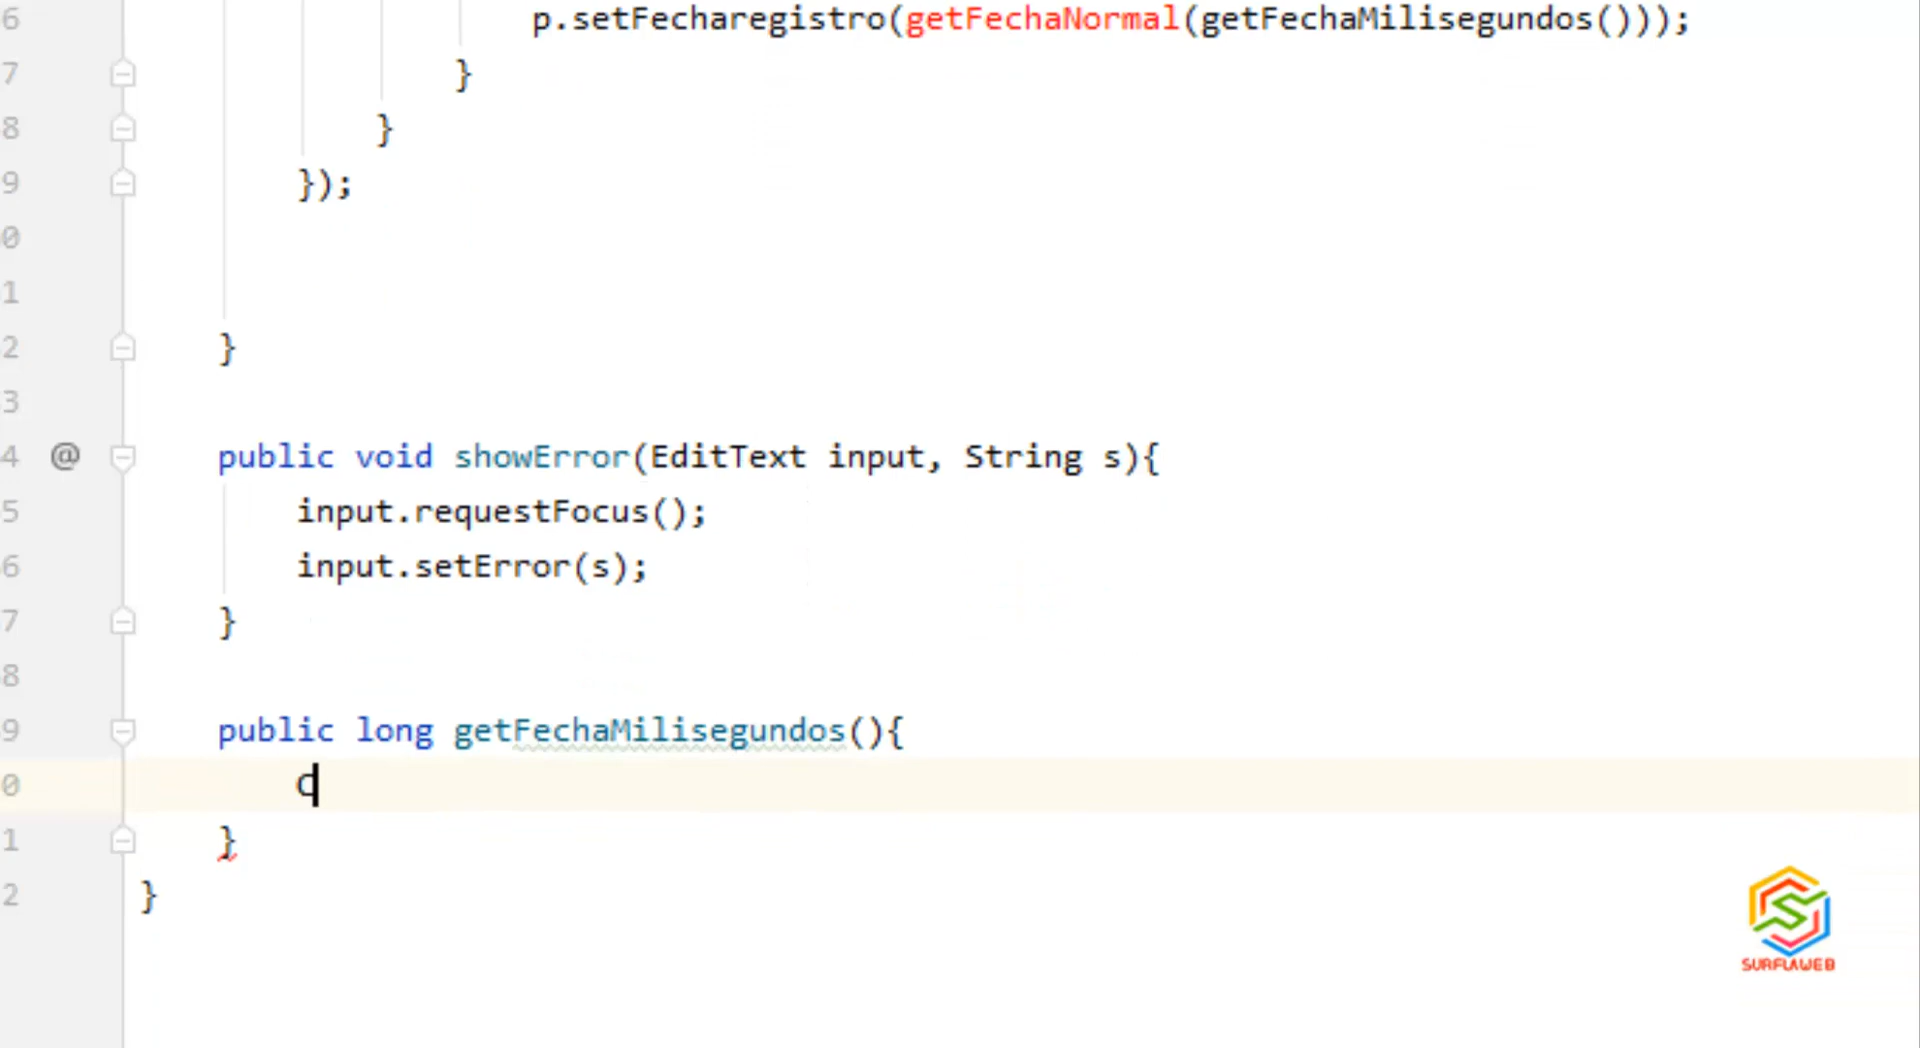 6 p.setFecharegistro(getFechaNormal(getFechaMilisegundos()));
7 }
8 }
9 });
0
1
2 }
3
4 @ public void showError(EditText input, String s){
5 input.requestFocus();
6 input.setError(s);
7 }
8
9 public long getFechaMilisegundos(){
0 C
1 }
2 }
SURFLAWEB